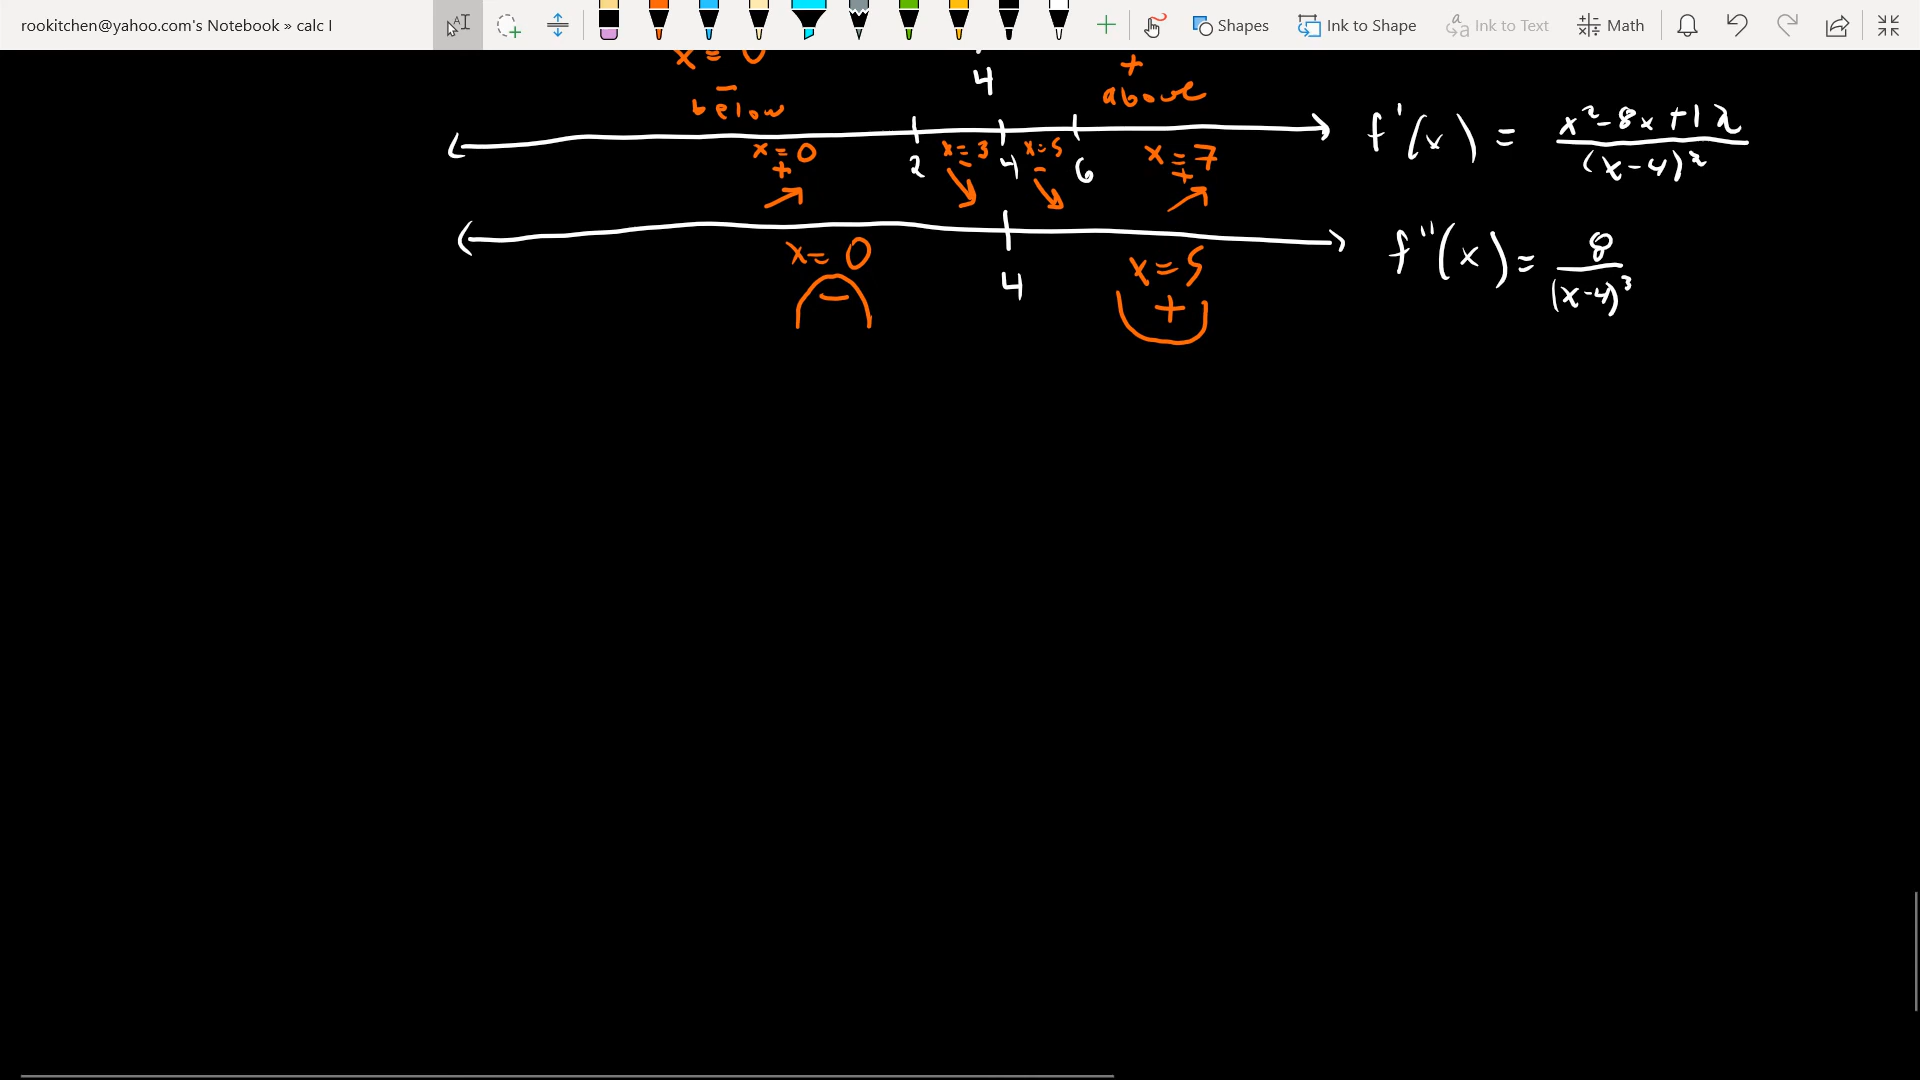 rookitchen@yahoo.com's Notebook » calc I
Shapes
Ink to Shape
Ink to Text
Math
x = 0
4
+
-
below
above
2 4 6
f'(x) = x²-8x+12 / (x-4)²
x=0 x=3 x=5 x=7
+ - - +
4
f''(x) = 8 / (x-4)³
x=0 x=5
- +